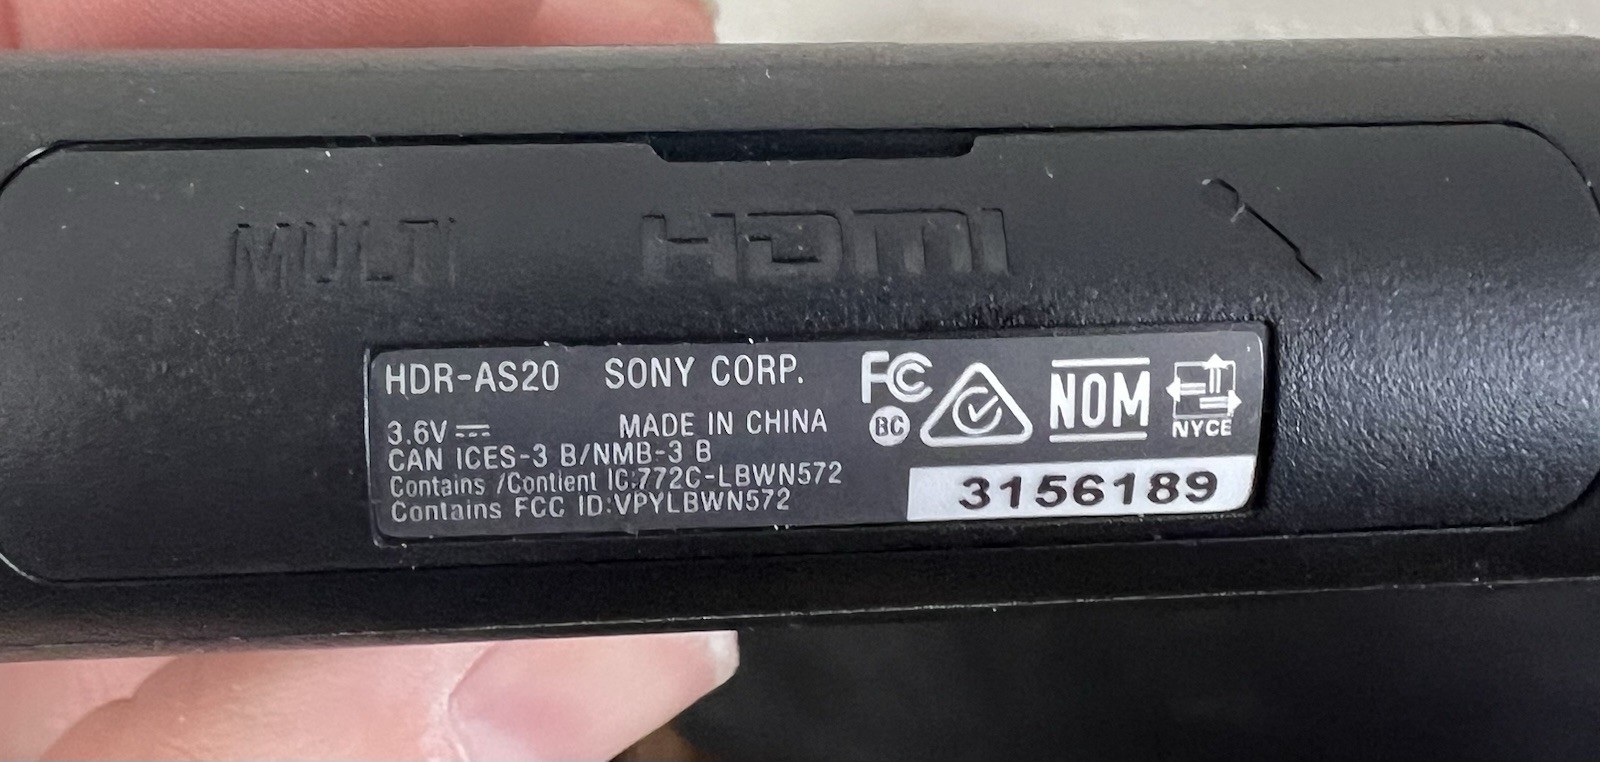 MULTI HDMI
HDR-AS20 SONY CORP.
3.6V MADE IN CHINA
CAN ICES-3 B/NMB-3 B
Contains /Contient IC:772C-LBWN572
Contains FCC ID:VPYLBWN572
FC
BC
NOM
NYCE
3156189